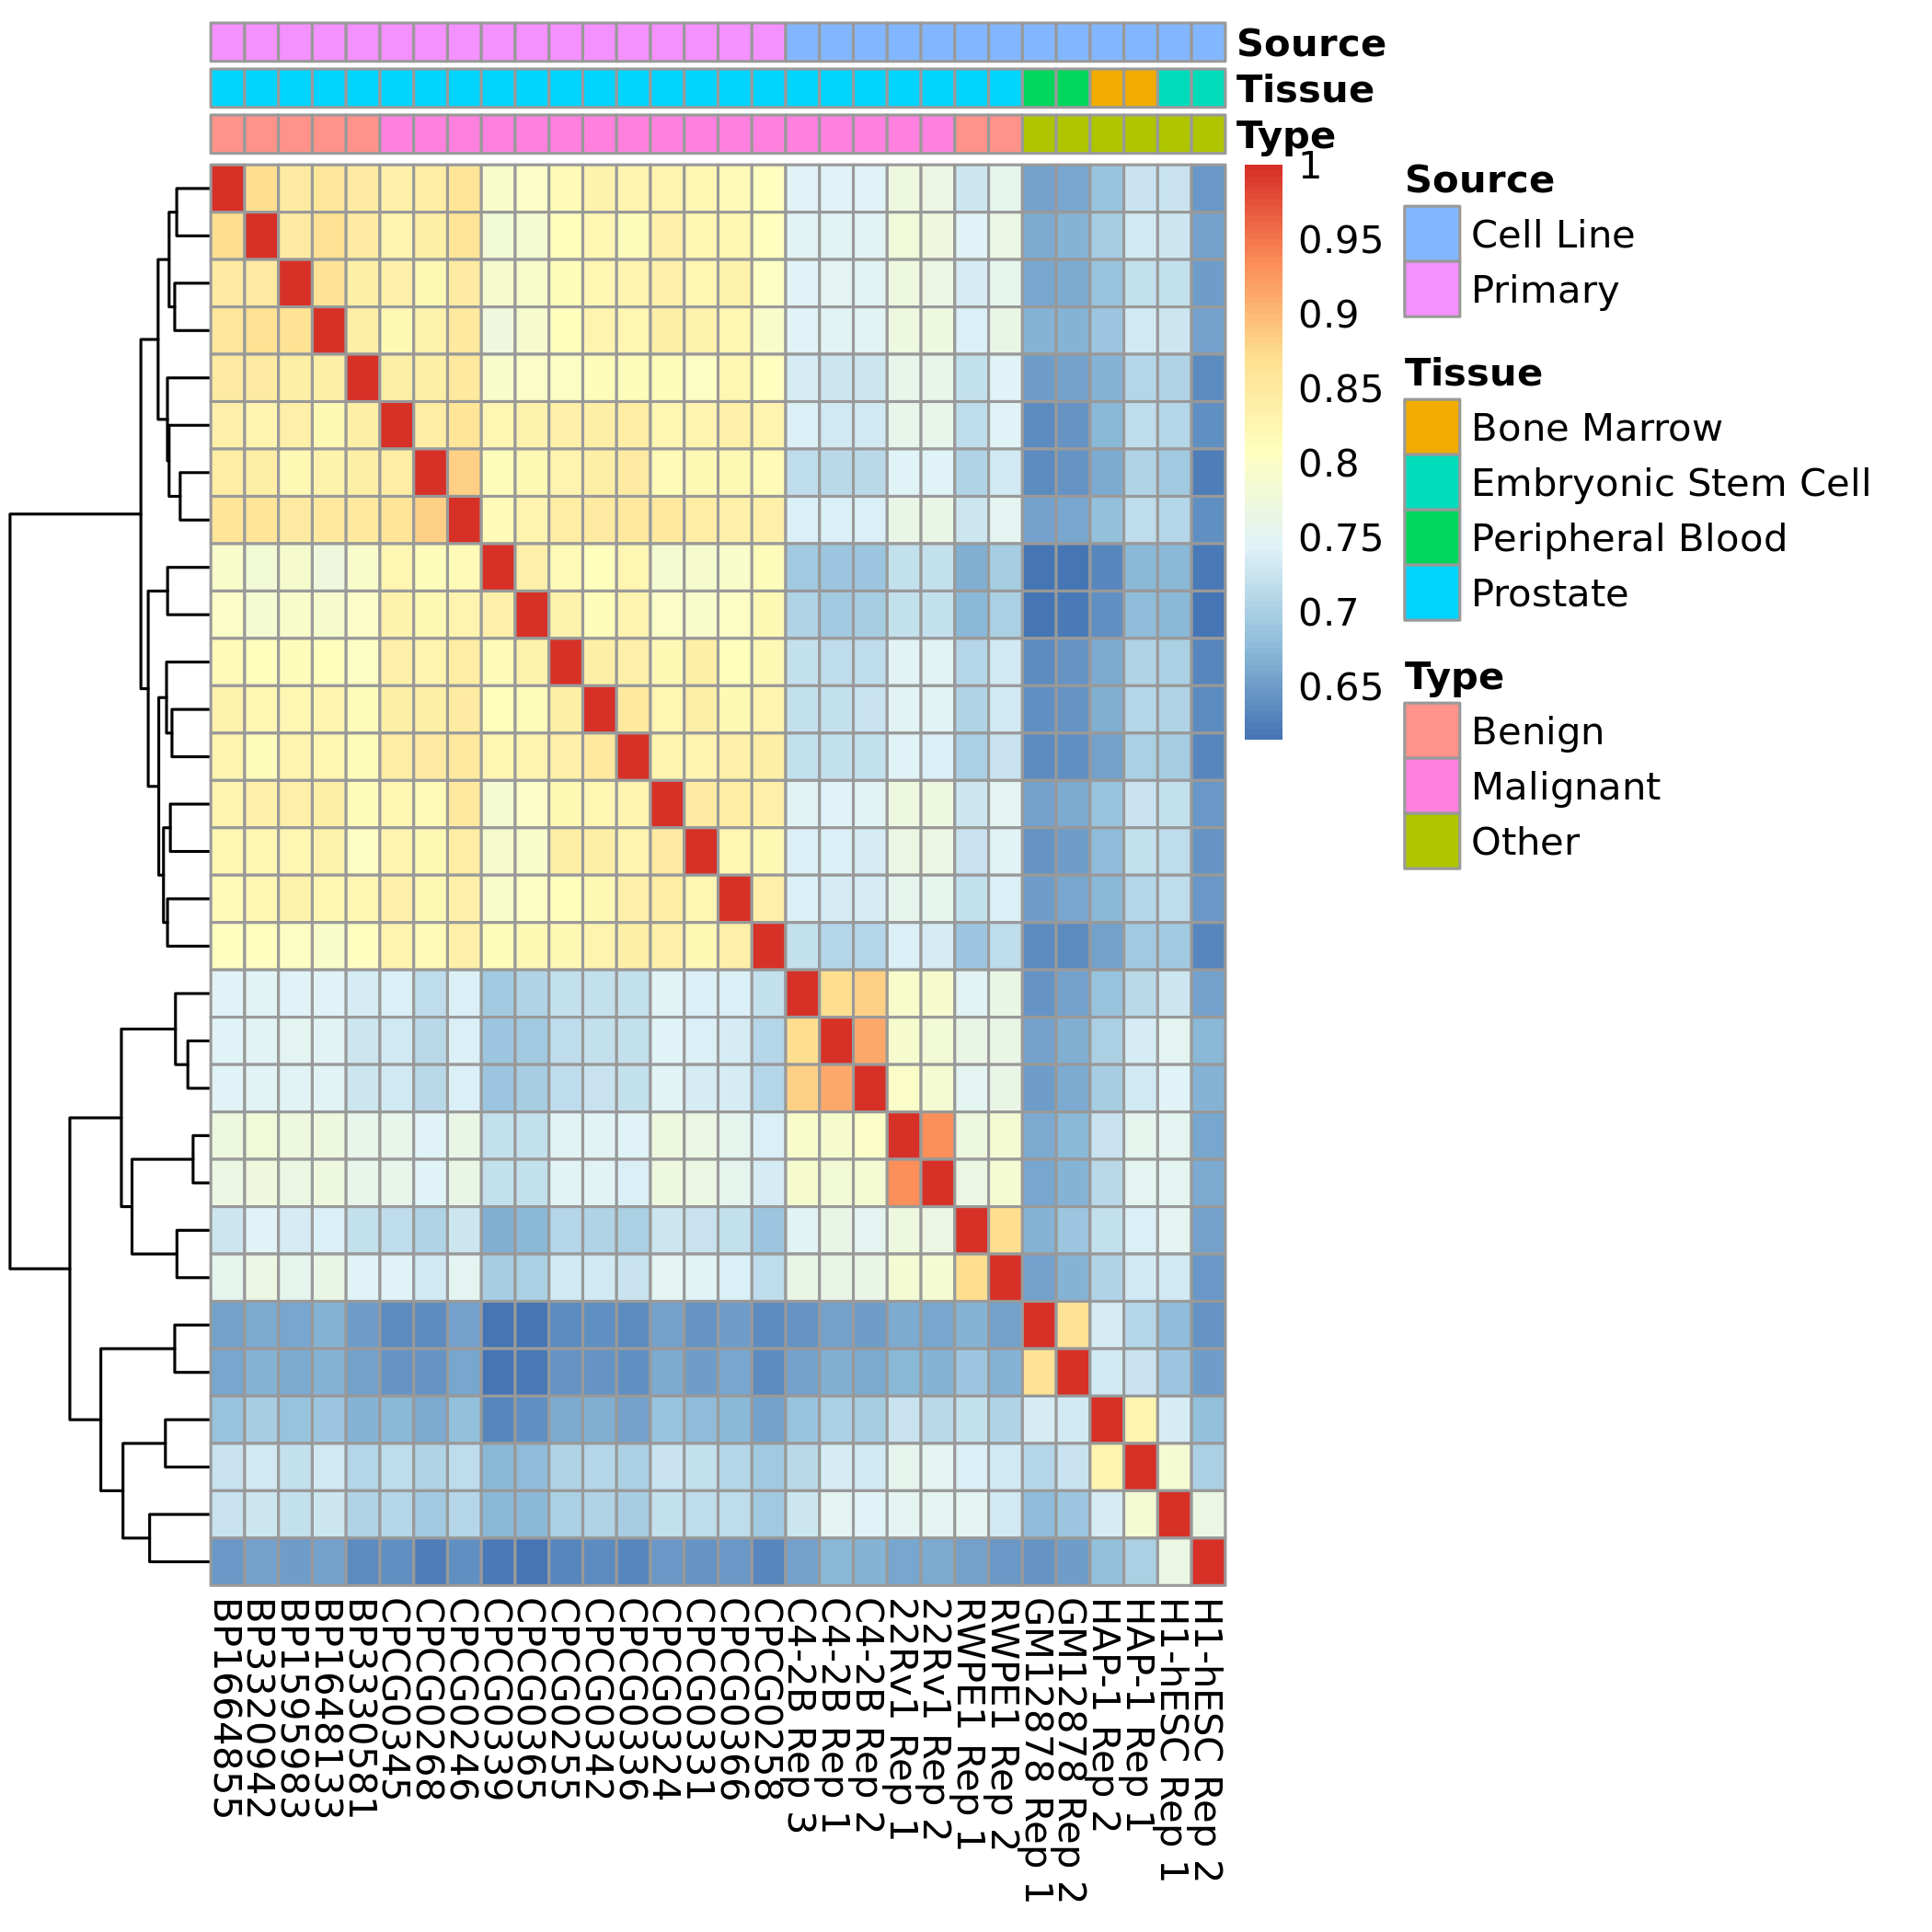 Source
Tissue
Type
1
0.95
0.9
0.85
0.8
0.75
0.7
0.65
Source
Cell Line
Primary
Tissue
Bone Marrow
Embryonic Stem Cell
Peripheral Blood
Prostate
Type
Benign
Malignant
Other
BP1664855
BP3320942
BP1595983
BP1648133
BP3330581
CPCG0345
CPCG0268
CPCG0246
CPCG0339
CPCG0365
CPCG0255
CPCG0342
CPCG0336
CPCG0324
CPCG0331
CPCG0366
CPCG0258
C4-2B Rep 3
C4-2B Rep 1
C4-2B Rep 2
22Rv1 Rep 1
22Rv1 Rep 2
RWPE1 Rep 1
RWPE1 Rep 2
GM12878 Rep 1
GM12878 Rep 2
HAP-1 Rep 2
HAP-1 Rep 1
H1-hESC Rep 1
H1-hESC Rep 2